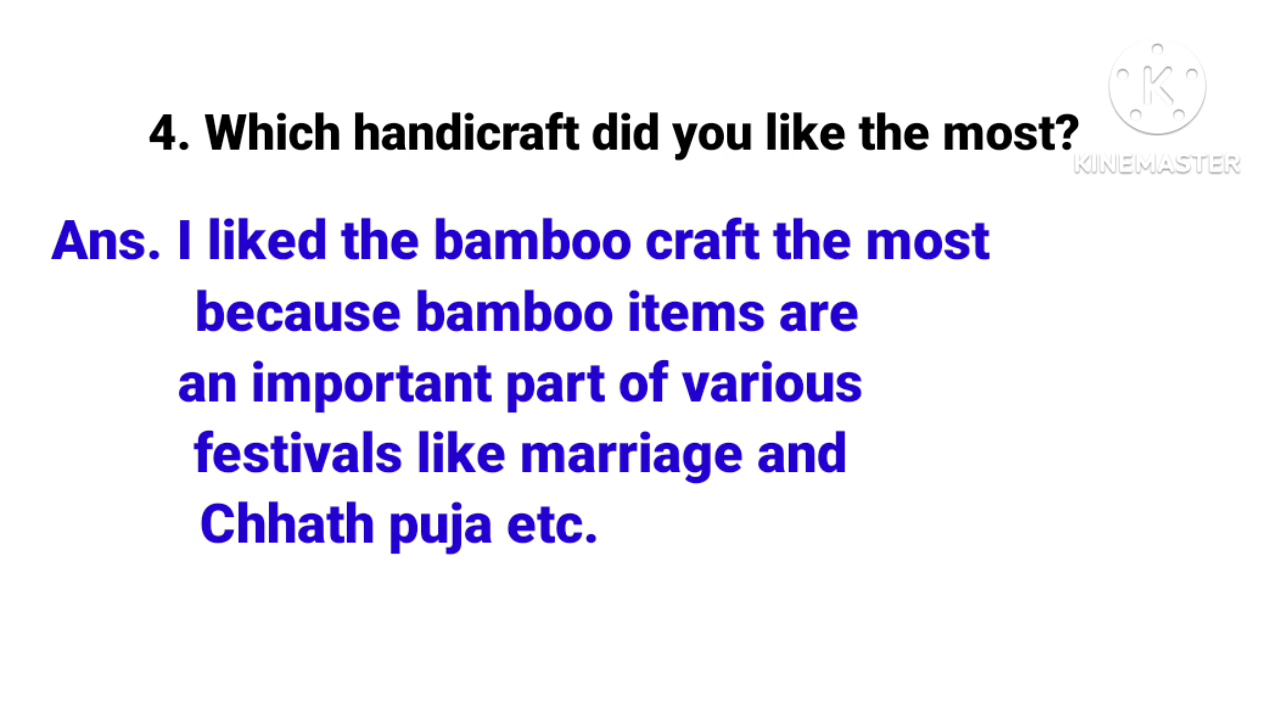 4. Which handicraft did you like the most?
K
KINEMASTER
Ans. I liked the bamboo craft the most
because bamboo items are
an important part of various
festivals like marriage and
Chhath puja etc.